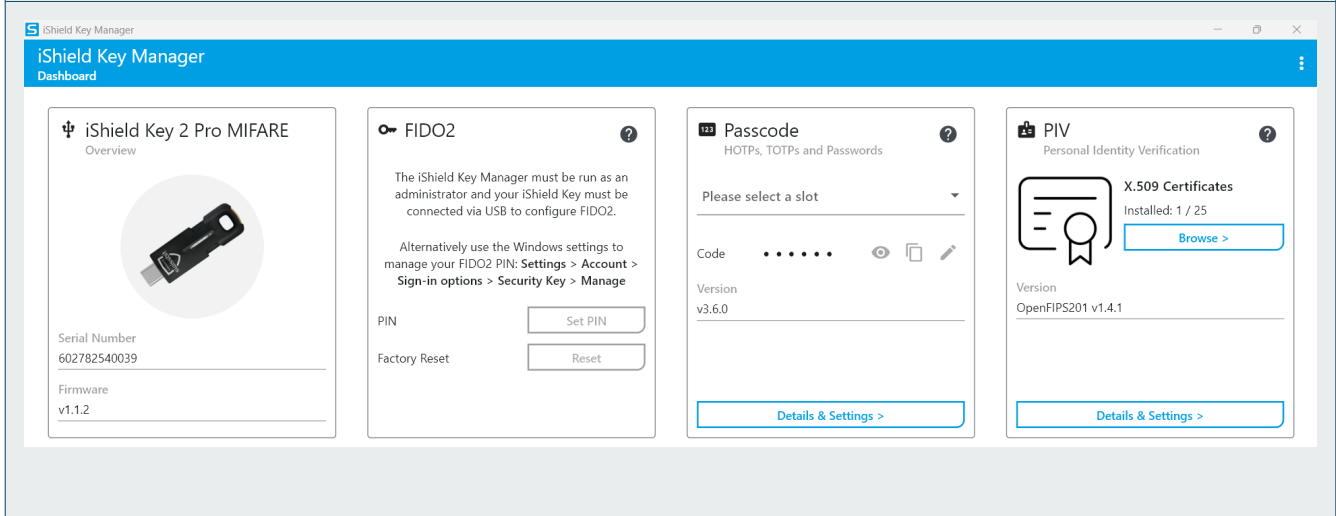 iShield Key Manager
iShield Key Manager
Dashboard
iShield Key 2 Pro MIFARE
Overview
Serial Number
602782540039
Firmware
v1.1.2
FIDO2
The iShield Key Manager must be run as an
administrator and your iShield Key must be
connected via USB to configure FIDO2.
Alternatively use the Windows settings to
manage your FIDO2 PIN: Settings > Account >
Sign-in options > Security Key > Manage
PIN
Set PIN
Factory Reset
Reset
123
Passcode
HOTPs, TOTPs and Passwords
Please select a slot
Code
Version
v3.6.0
Details & Settings >
PIV
Personal Identity Verification
X.509 Certificates
Installed: 1 / 25
Browse >
Version
OpenFIPS201 v1.4.1
Details & Settings >